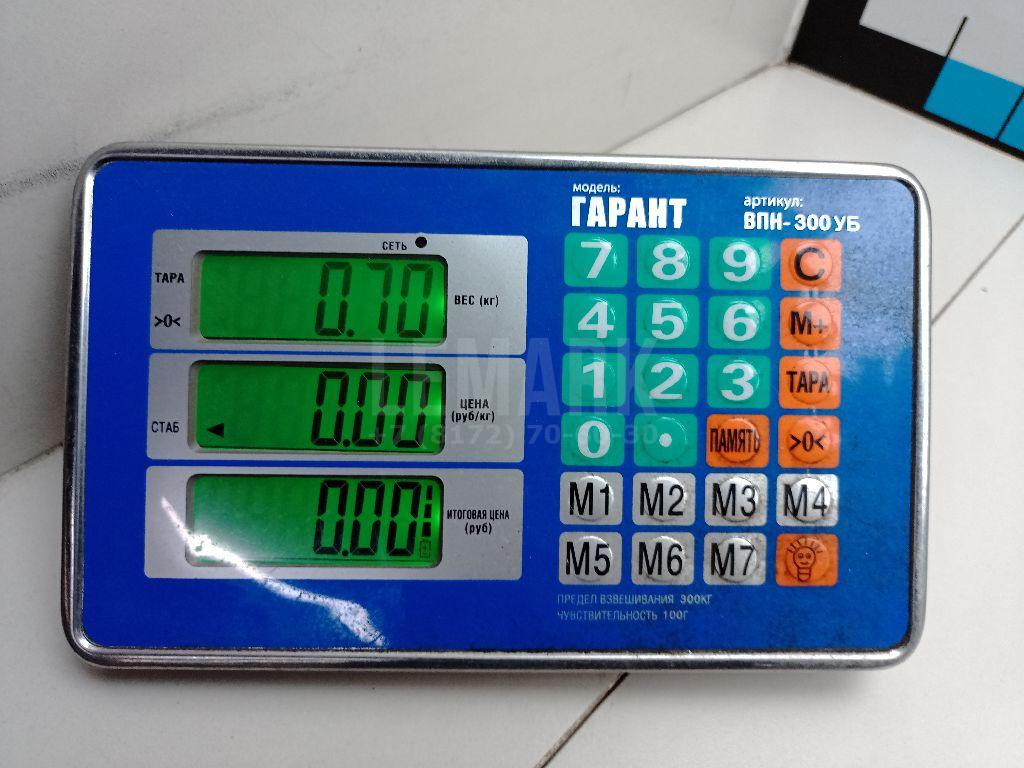 модель:
ГАРАНТ
артикул:
ВПН-300УБ
СЕТЬ
ТАРА
>0<
0.70
ВЕС (кг)
СТАБ
0.00
ЦЕНА
(руб/кг)
0.00
ИТОГОВАЯ ЦЕНА
(руб)
7 8 9 C
4 5 6 M+
1 2 3 ТАРА
0 . ПАМЯТЬ >0<
M1 M2 M3 M4
M5 M6 M7
ПРЕДЕЛ ВЗВЕШИВАНИЯ 300КГ
ЧУВСТВИТЕЛЬНОСТЬ 100Г
LEMARK